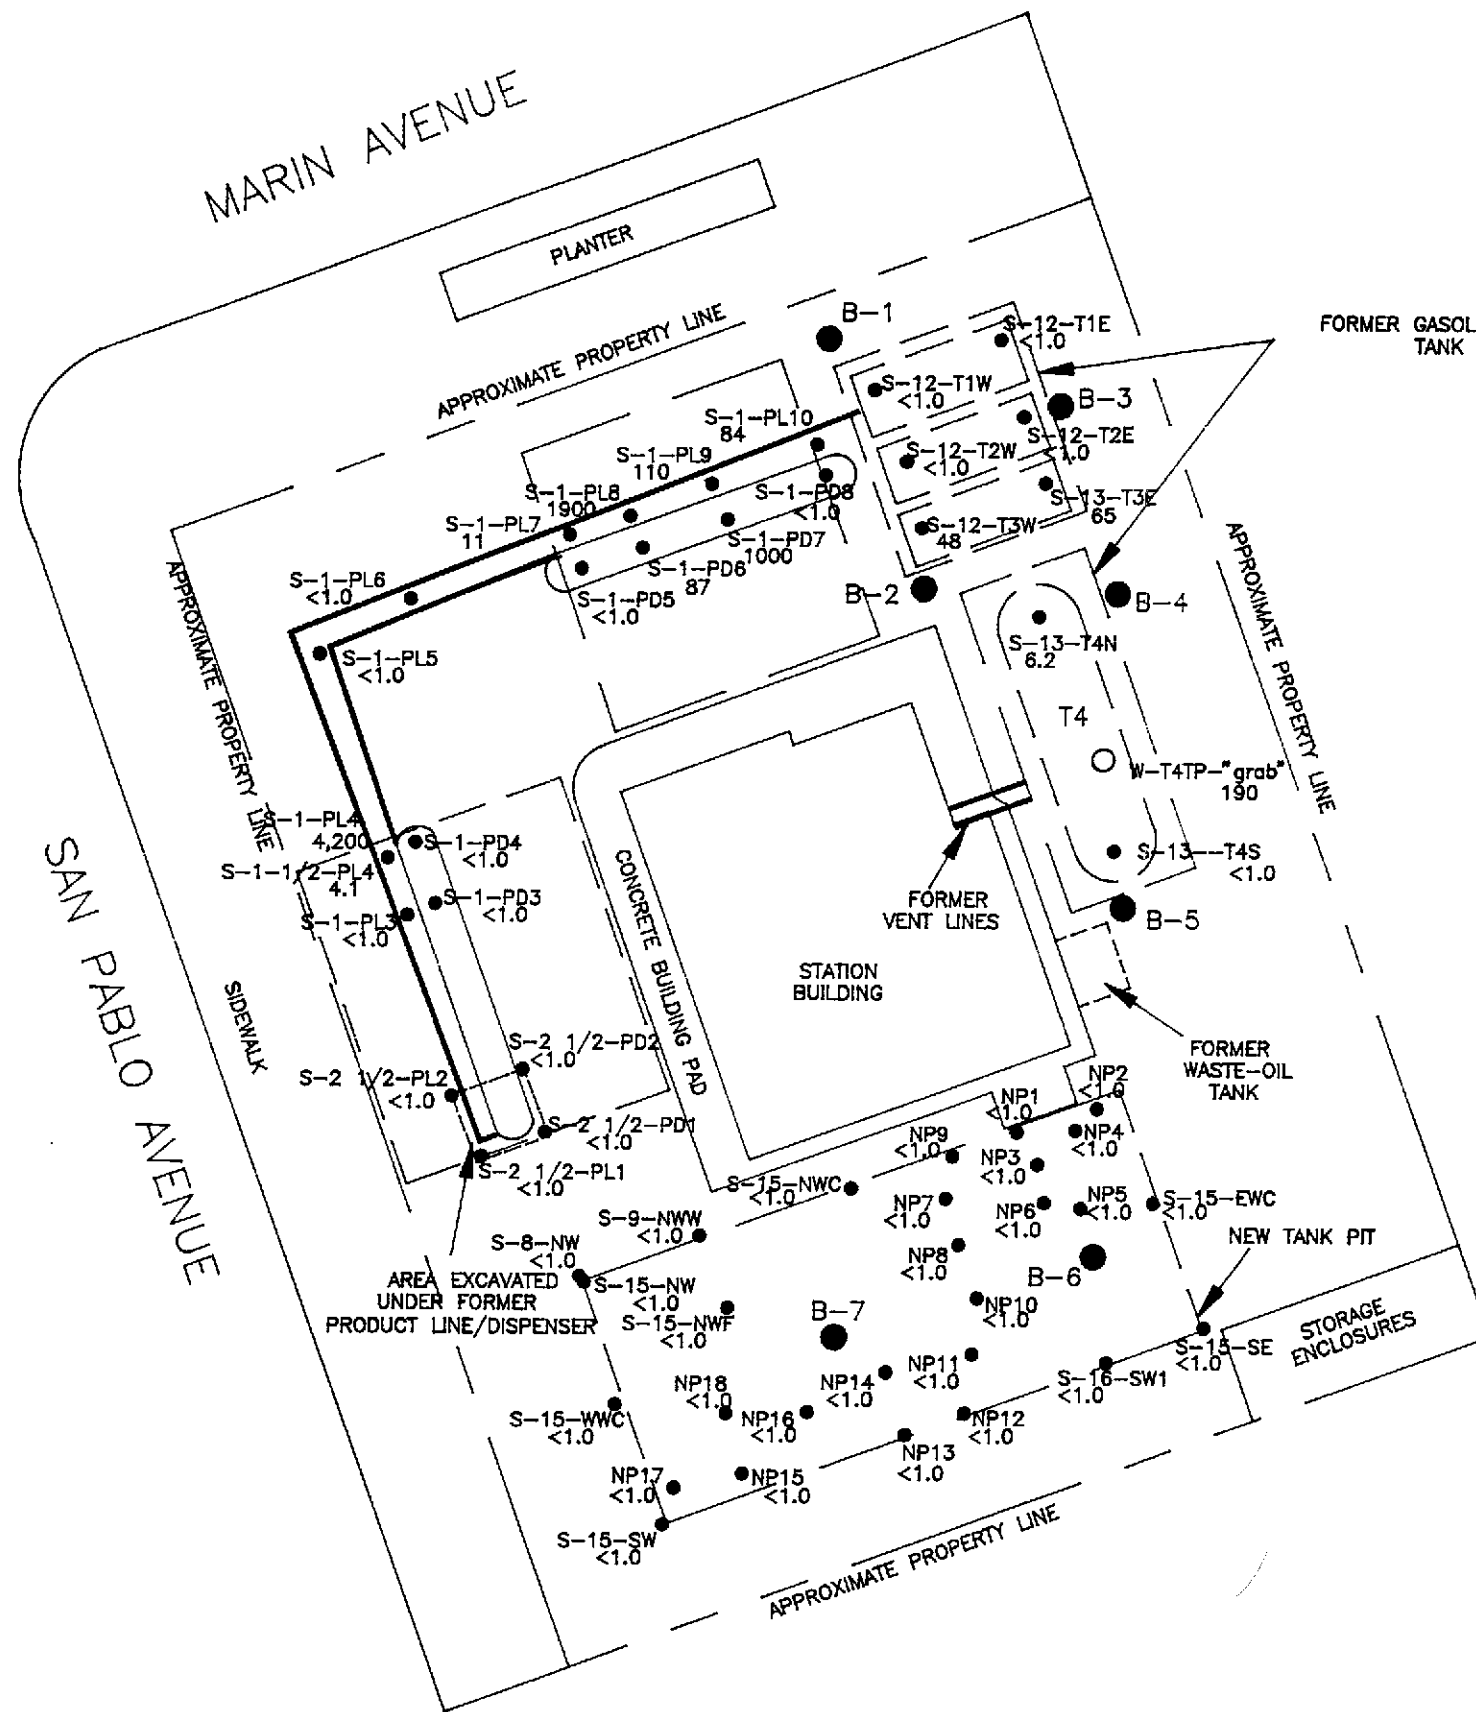 MARIN AVENUE
PLANTER
APPROXIMATE PROPERTY LINE
B-1
S-12-T1E
<1.0
FORMER GASOL
TANK
S-12-T1W
<1.0
B-3
S-12-T2E
<1.0
S-12-T2W
<1.0
S-13-T3E
65
S-12-T3W
48
S-1-PL10
84
S-1-PL9
110
S-1-PL8
1900
S-1-PL7
11
S-1-PD8
<1.0
S-1-PD7
1000
S-1-PD6
87
S-1-PD5
<1.0
S-1-PL6
<1.0
S-1-PL5
<1.0
B-2
B-4
S-13-T4N
6.2
T4
W-T4TP-"grab"
190
S-13--T4S
<1.0
APPROXIMATE PROPERTY LINE
APPROXIMATE PROPERTY LINE
S-1-PL4
4,200
S-1-1/2-PL4
4.1
S-1-PD4
<1.0
S-1-PD3
<1.0
S-1-PL3
<1.0
FORMER
VENT LINES
B-5
STATION
BUILDING
CONCRETE BUILDING PAD
SAN PABLO AVENUE
SIDEWALK
FORMER
WASTE-OIL
TANK
S-2 1/2-PD2
<1.0
S-2 1/2-PL2
<1.0
S-2 1/2-PD1
<1.0
S-2 1/2-PL1
<1.0
NP2
<1.0
NP1
<1.0
NP4
<1.0
NP9
<1.0
NP3
<1.0
S-15-NWC
<1.0
NP7
<1.0
NP6
<1.0
NP5
<1.0
S-15-EWC
<1.0
S-9-NWW
<1.0
S-8-NW
<1.0
NP8
<1.0
B-6
NEW TANK PIT
AREA EXCAVATED
UNDER FORMER
PRODUCT LINE/DISPENSER
S-15-NW
<1.0
S-15-NWF
<1.0
B-7
NP10
<1.0
STORAGE
ENCLOSURES
S-15-SE
<1.0
S-16-SW1
<1.0
NP11
<1.0
NP14
<1.0
NP18
<1.0
NP16
<1.0
S-15-WWC
<1.0
NP12
<1.0
NP13
<1.0
NP17
<1.0
NP15
<1.0
S-15-SW
<1.0
APPROXIMATE PROPERTY LINE